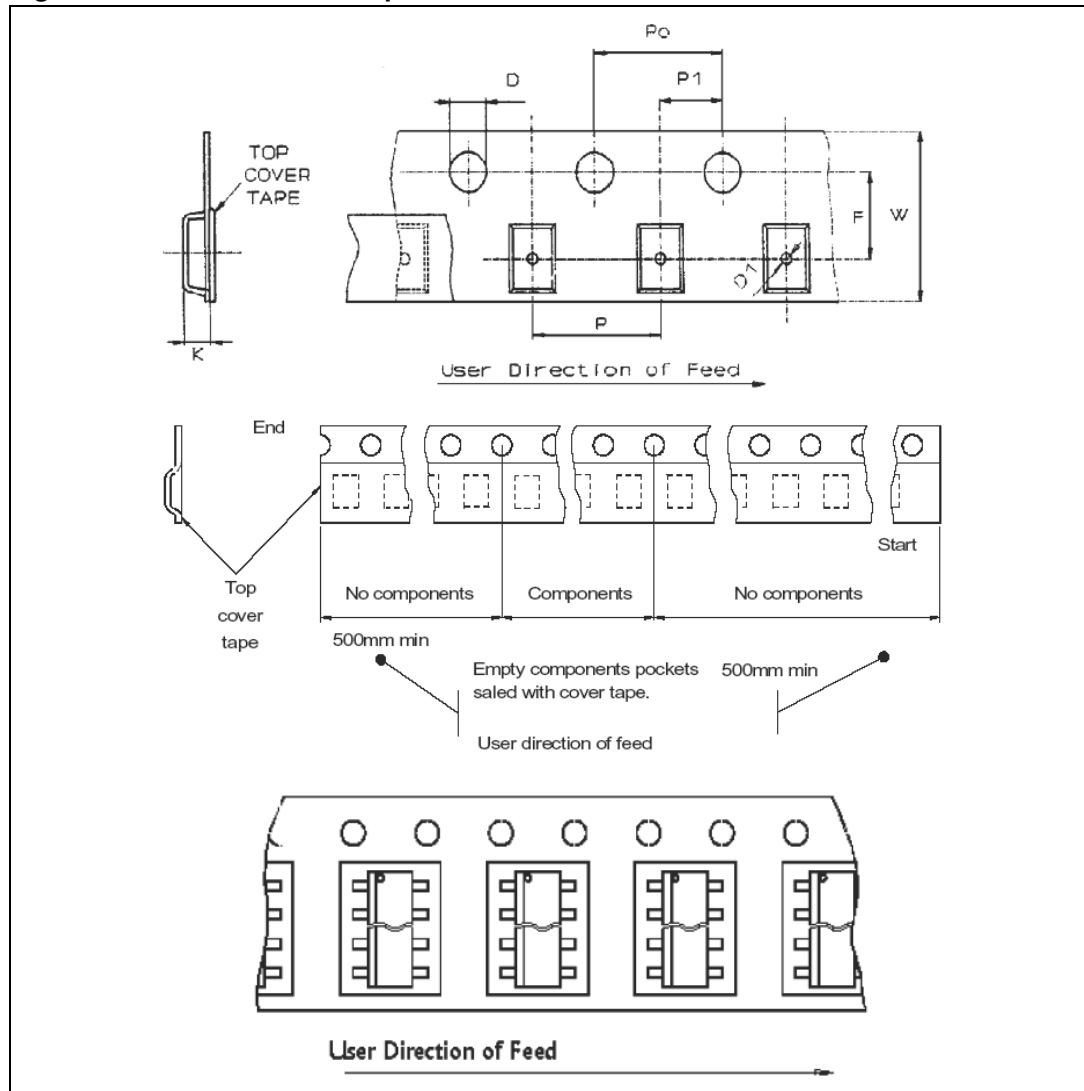 Po
D
P1
TOP
COVER
TAPE
F
W
D1
P
K
User Direction of Feed
End
Start
Top
cover
tape
No components
Components
No components
500mm min
Empty components pockets
saled with cover tape.
500mm min
User direction of feed
User Direction of Feed